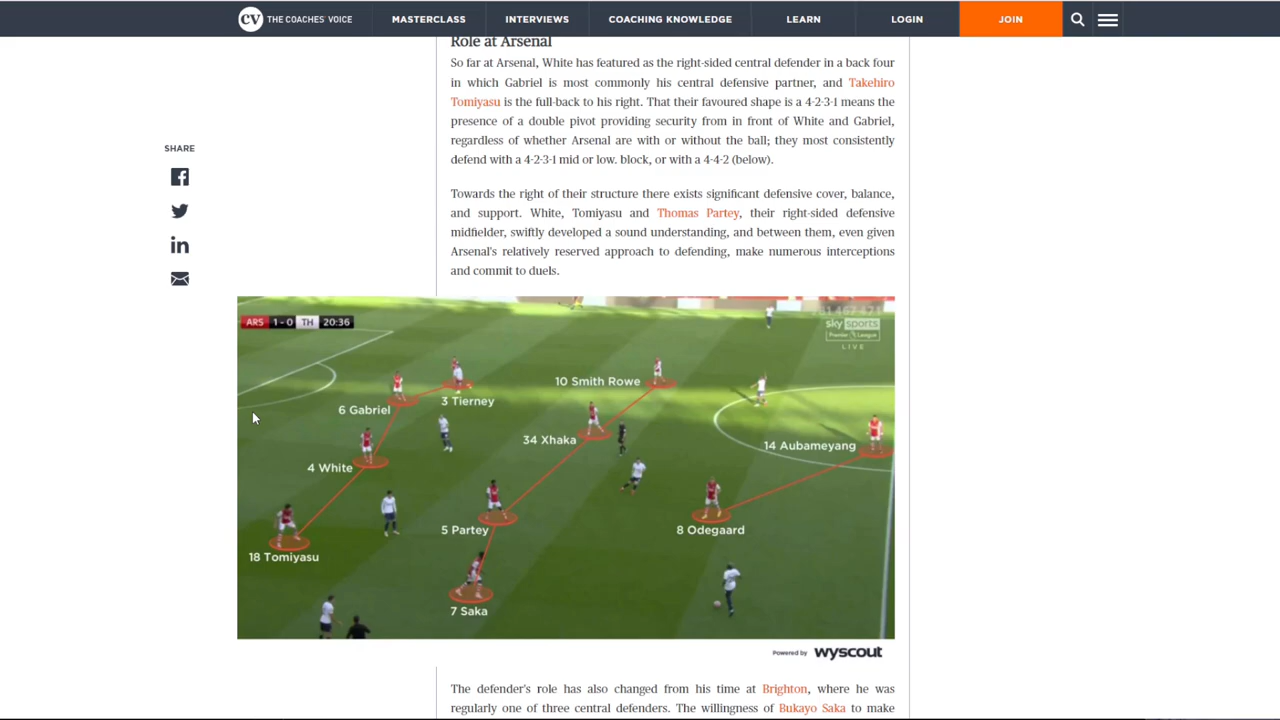 CV THE COACHES' VOICE MASTERCLASS INTERVIEWS COACHING KNOWLEDGE LEARN LOGIN JOIN
Role at Arsenal
So far at Arsenal, White has featured as the right-sided central defender in a back four
in which Gabriel is most commonly his central defensive partner, and Takehiro
Tomiyasu is the full-back to his right. That their favoured shape is a 4-2-3-1 means the
presence of a double pivot providing security from in front of White and Gabriel,
regardless of whether Arsenal are with or without the ball; they most consistently
defend with a 4-2-3-1 mid or low. block, or with a 4-4-2 (below).
SHARE
Towards the right of their structure there exists significant defensive cover, balance,
and support. White, Tomiyasu and Thomas Partey, their right-sided defensive
midfielder, swiftly developed a sound understanding, and between them, even given
Arsenal's relatively reserved approach to defending, make numerous interceptions
and commit to duels.
ARS 1-0 TH 20:36
sky sports
Premier League
LIVE
10 Smith Rowe
3 Tierney
6 Gabriel
34 Xhaka
14 Aubameyang
4 White
5 Partey
8 Odegaard
18 Tomiyasu
7 Saka
Powered by wyscout
The defender's role has also changed from his time at Brighton, where he was
regularly one of three central defenders. The willingness of Bukayo Saka to make